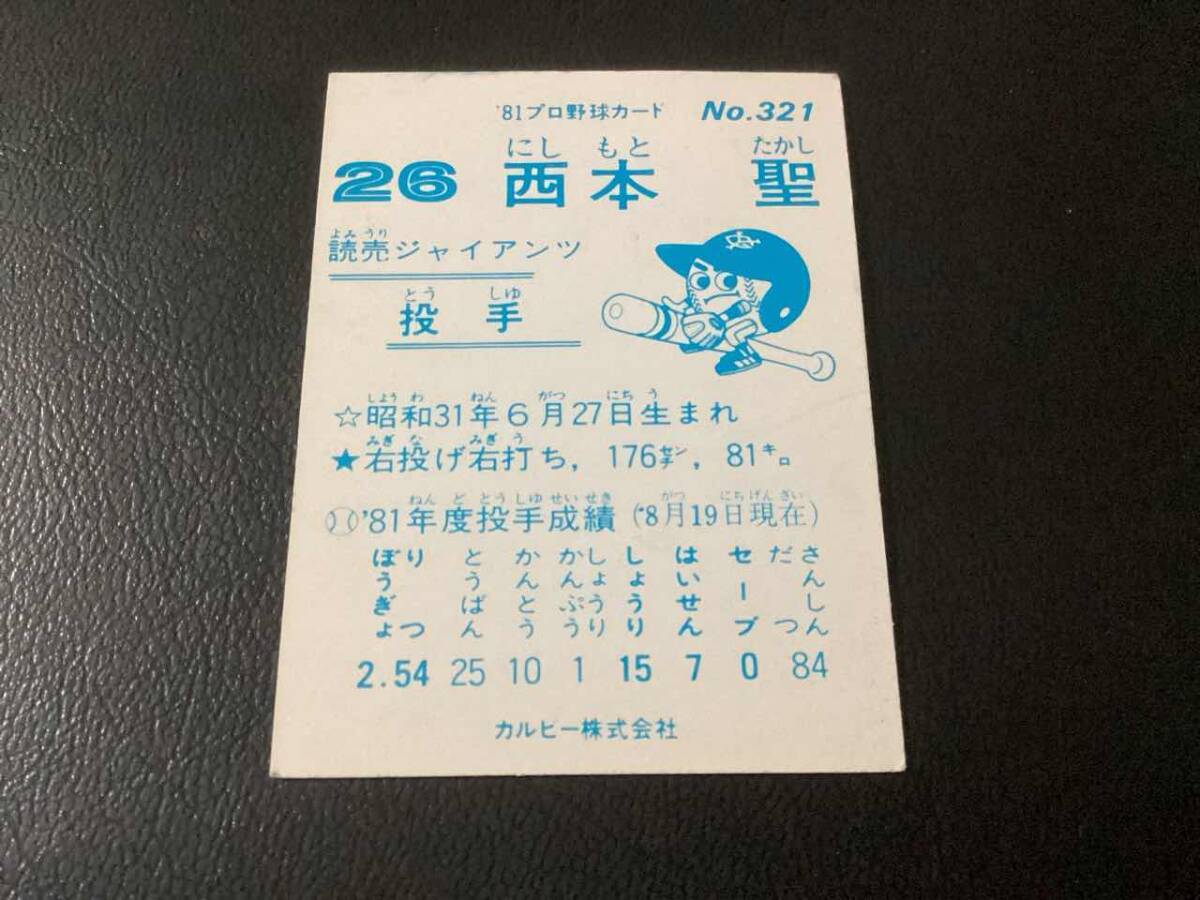 '81プロ野球カード No.321
にし もと たかし
26 西本 聖
よみ うり
読売ジャイアンツ
とう しゆ
投手
しよう わ ねん がつ にち う
☆昭和31年6月27日生まれ
みぎ な みぎ う
★右投げ右打ち, 176センチ, 81キロ
ねん ど とう しゆ せい せき がつ にち げん ざい
'81年度投手成績 ('8月19日現在)
ぼうぎょりつ とうばん かんとう かんぷう しょうり しょうり はいせん セーブ だつさんしん
2.54 25 10 1 15 7 0 84
カルビー株式会社